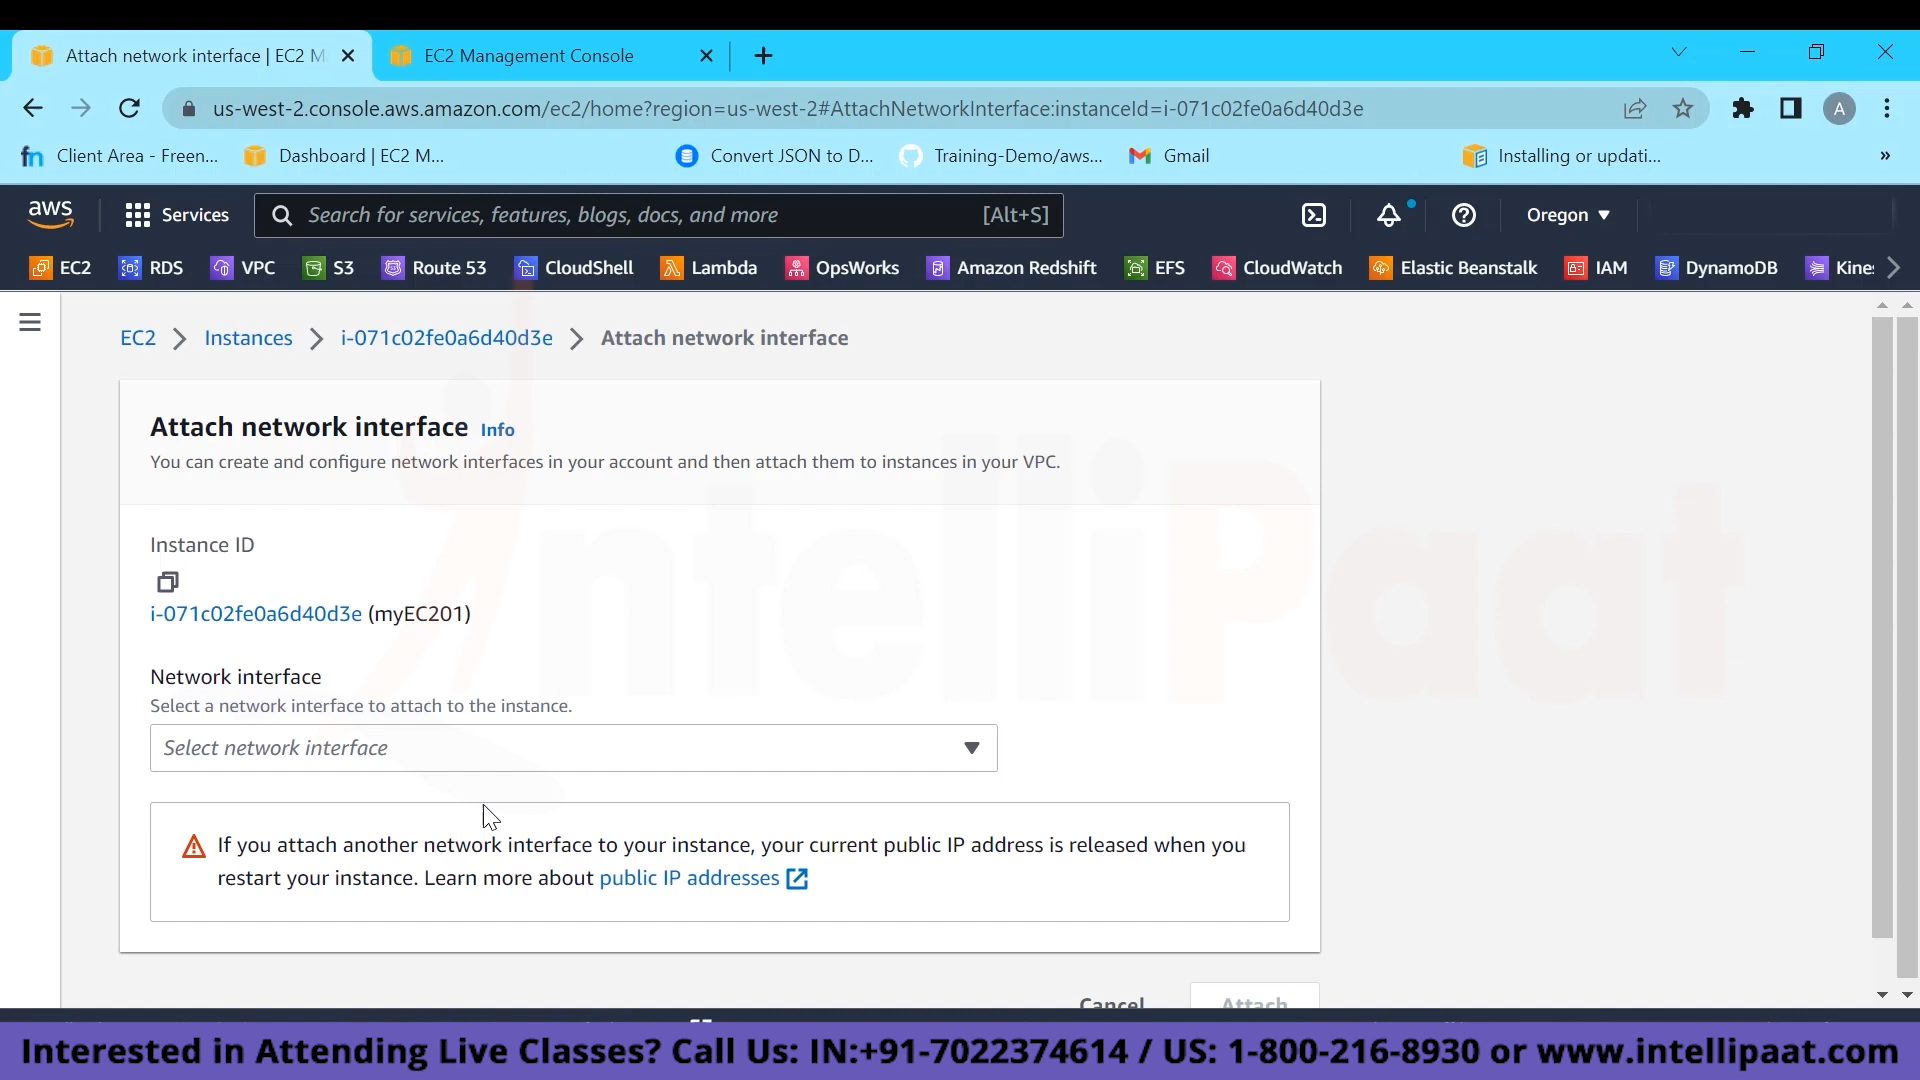 Attach network interface | EC2 M
EC2 Management Console
us-west-2.console.aws.amazon.com/ec2/home?region=us-west-2#AttachNetworkInterface:instanceId=i-071c02fe0a6d40d3e
A
fn Client Area - Freen...
Dashboard | EC2 M...
Convert JSON to D...
Training-Demo/aws...
Gmail
Installing or updati...
»
aws
Services
Search for services, features, blogs, docs, and more [Alt+S]
Oregon
EC2 RDS VPC S3 Route 53 CloudShell Lambda OpsWorks Amazon Redshift EFS CloudWatch Elastic Beanstalk IAM DynamoDB Kine
EC2 > Instances > i-071c02fe0a6d40d3e > Attach network interface
Attach network interface Info
You can create and configure network interfaces in your account and then attach them to instances in your VPC.
Instance ID
i-071c02fe0a6d40d3e (myEC201)
Network interface
Select a network interface to attach to the instance.
Select network interface
If you attach another network interface to your instance, your current public IP address is released when you
restart your instance. Learn more about public IP addresses
Cancel Attach
IntelliPaat
Interested in Attending Live Classes? Call Us: IN:+91-7022374614 / US: 1-800-216-8930 or www.intellipaat.com